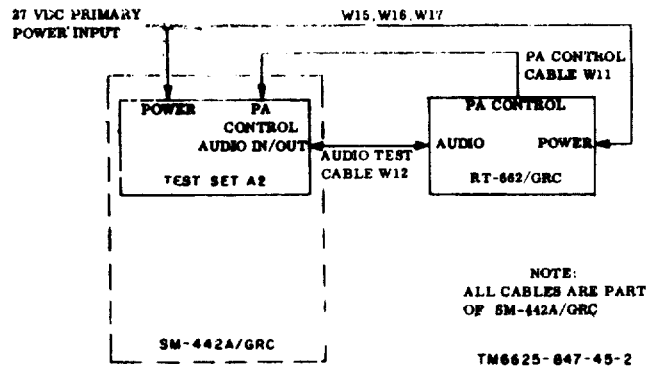 27 VDC PRIMARY
POWER INPUT
W15, W16, W17
PA CONTROL
CABLE W11
POWER
PA
CONTROL
AUDIO IN/OUT
TEST SET A2
AUDIO TEST
CABLE W12
PA CONTROL
AUDIO
POWER
RT-662/GRC
NOTE:
ALL CABLES ARE PART
OF SM-442A/GRC
SM-442A/GRC
TM6625-847-45-2